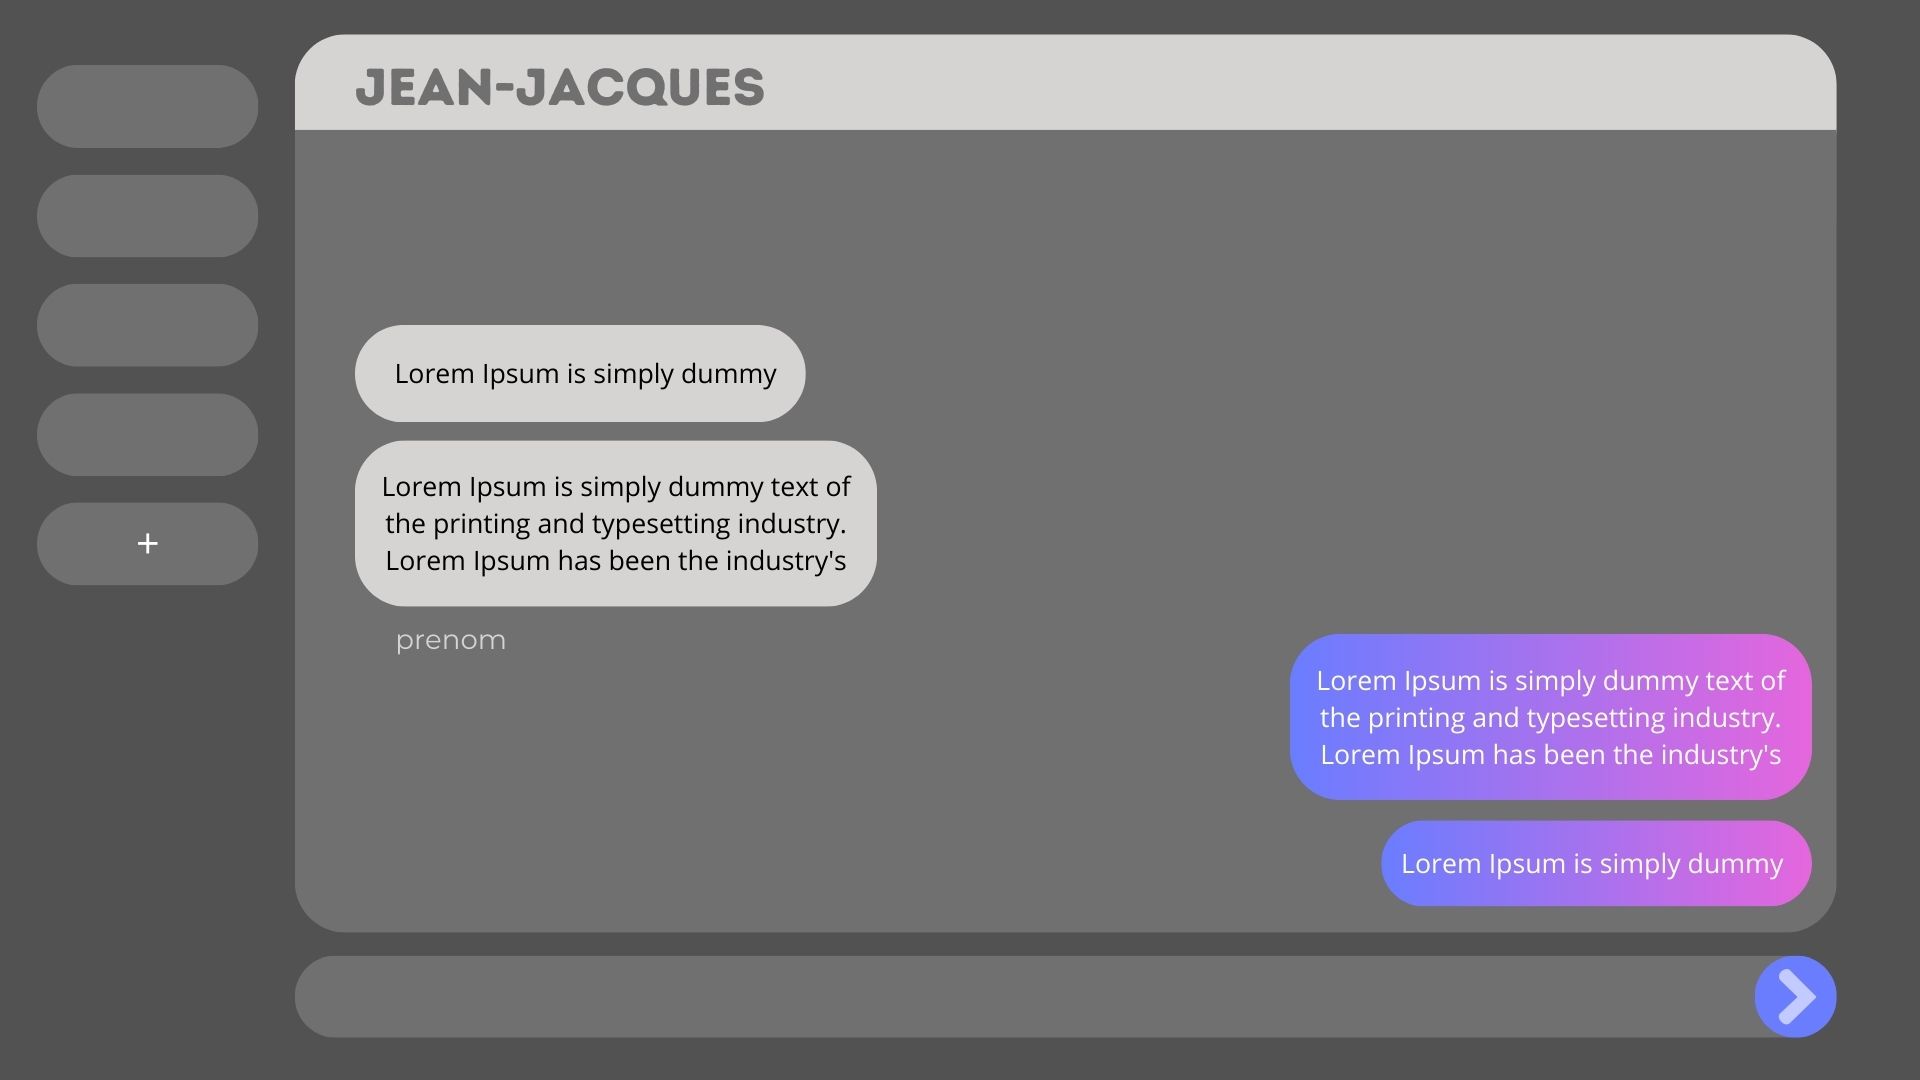 JEAN-JACQUES
Lorem Ipsum is simply dummy
Lorem Ipsum is simply dummy text of
the printing and typesetting industry.
Lorem Ipsum has been the industry's
+
prenom
Lorem Ipsum is simply dummy text of
the printing and typesetting industry.
Lorem Ipsum has been the industry's
Lorem Ipsum is simply dummy